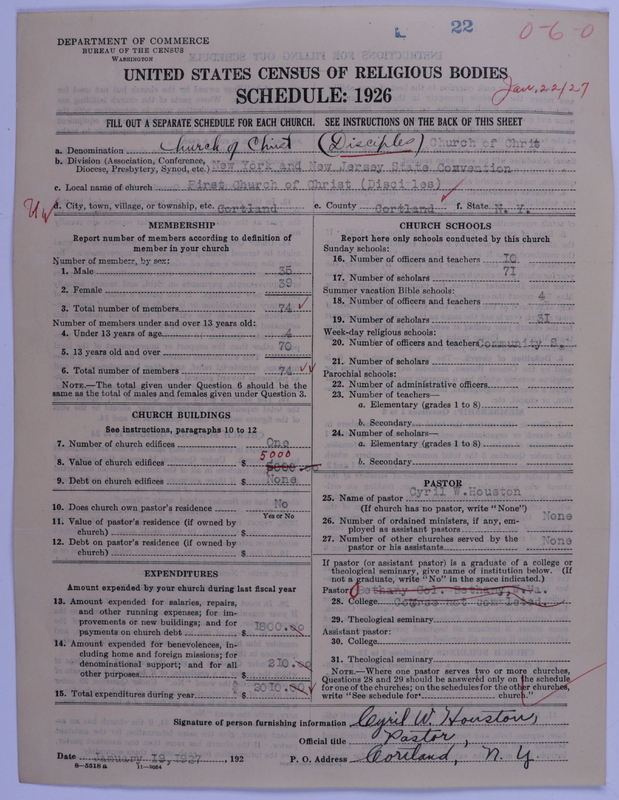 22
0-6-0
DEPARTMENT OF COMMERCE
BUREAU OF THE CENSUS
WASHINGTON
UNITED STATES CENSUS OF RELIGIOUS BODIES
Jan. 22/27
SCHEDULE: 1926
FILL OUT A SEPARATE SCHEDULE FOR EACH CHURCH. SEE INSTRUCTIONS ON THE BACK OF THIS SHEET
a. Denomination Church of Christ (Disciples) Church of Chrit
b. Division (Association, Conference,
Diocese, Presbytery, Synod, etc.) New York and New Jersey State Convention
c. Local name of church First Church of Christ (Disciles)
d. City, town, village, or township, etc. Cortland e. County Cortland f. State N. Y.
MEMBERSHIP
Report number of members according to definition of
member in your church
Number of members, by sex:
1. Male 35
2. Female 39
3. Total number of members 74
Number of members under and over 13 years old:
4. Under 13 years of age 4
5. 13 years old and over 70
6. Total number of members 74
NOTE.—The total given under Question 6 should be the
same as the total of males and females given under Question 3.
CHURCH BUILDINGS
See instructions, paragraphs 10 to 12
7. Number of church edifices One
5000
8. Value of church edifices $ 5000.00
9. Debt on church edifices $ None
10. Does church own pastor's residence No
Yes or No
11. Value of pastor's residence (if owned by
church) $
12. Debt on pastor's residence (if owned by
church) $
EXPENDITURES
Amount expended by your church during last fiscal year
13. Amount expended for salaries, repairs,
and other running expenses; for im-
provements or new buildings; and for
payments on church debt $ 1800.00
14. Amount expended for benevolences, in-
cluding home and foreign missions; for
denominational support; and for all
other purposes $ 210.00
15. Total expenditures during year $ 2010.00
CHURCH SCHOOLS
Report here only schools conducted by this church
Sunday schools:
16. Number of officers and teachers 10
17. Number of scholars 71
Summer vacation Bible schools:
18. Number of officers and teachers 4
19. Number of scholars 31
Week-day religious schools:
20. Number of officers and teachers Community S.
21. Number of scholars
Parochial schools:
22. Number of administrative officers
23. Number of teachers—
a. Elementary (grades 1 to 8)
b. Secondary
24. Number of scholars—
a. Elementary (grades 1 to 8)
b. Secondary
PASTOR
25. Name of pastor Cyril W.Houston
(If church has no pastor, write "None")
26. Number of ordained ministers, if any, em-
ployed as assistant pastors None
27. Number of other churches served by the
pastor or his assistants None
If pastor (or assistant pastor) is a graduate of a college or
theological seminary, give name of institution below. (If
not a graduate, write "No" in the space indicated.)
Pastor: Bethany Col. Bethany, W.Va.
28. College Course not completed
29. Theological seminary
Assistant pastor:
30. College
31. Theological seminary
NOTE.—Where one pastor serves two or more churches,
Questions 28 and 29 should be answered only on the schedule
for one of the churches; on the schedules for the other churches,
write "See schedule for church."
Signature of person furnishing information Cyril W. Houston,
Official title Pastor,
Date January 19, 1927, 192 P. O. Address Cortland, N. Y.
8-5518a 11-9064